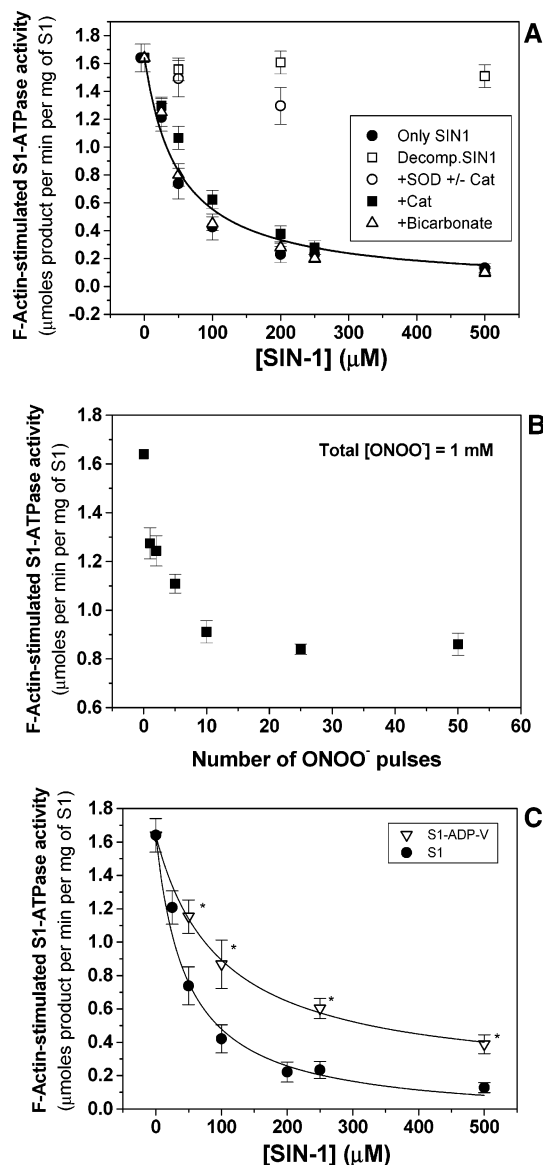 A
F-Actin-stimulated S1-ATPase activity
(μmoles product per min per mg of S1)
1.8
1.6
1.4
1.2
1.0
0.8
0.6
0.4
0.2
0.0
-0.2
Only SIN1
Decomp.SIN1
+SOD +/- Cat
+Cat
+Bicarbonate
0 100 200 300 400 500
[SIN-1] (μM)
B
F-Actin-stimulated S1-ATPase activity
(μmoles per min per mg of S1)
1.8
1.6
1.4
1.2
1.0
0.8
0.6
Total [ONOO⁻] = 1 mM
0 10 20 30 40 50 60
Number of ONOO⁻ pulses
C
F-Actin-stimulated S1-ATPase activity
(μmoles product per min per mg of S1)
1.8
1.6
1.4
1.2
1.0
0.8
0.6
0.4
0.2
0.0
S1-ADP-V
S1
*
*
*
*
0 100 200 300 400 500
[SIN-1] (μM)